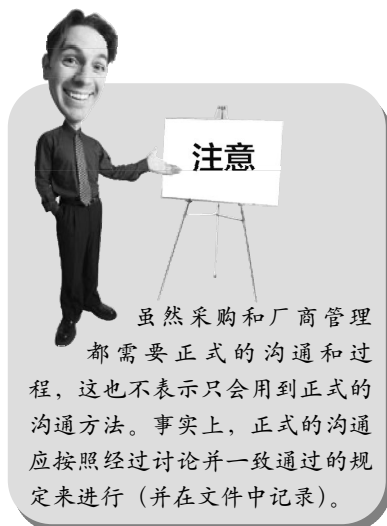 注意
虽然采购和厂商管理
都需要正式的沟通和过
程，这也不表示只会用到正式的
沟通方法。事实上，正式的沟通
应按照经过讨论并一致通过的规
定来进行（并在文件中记录）。